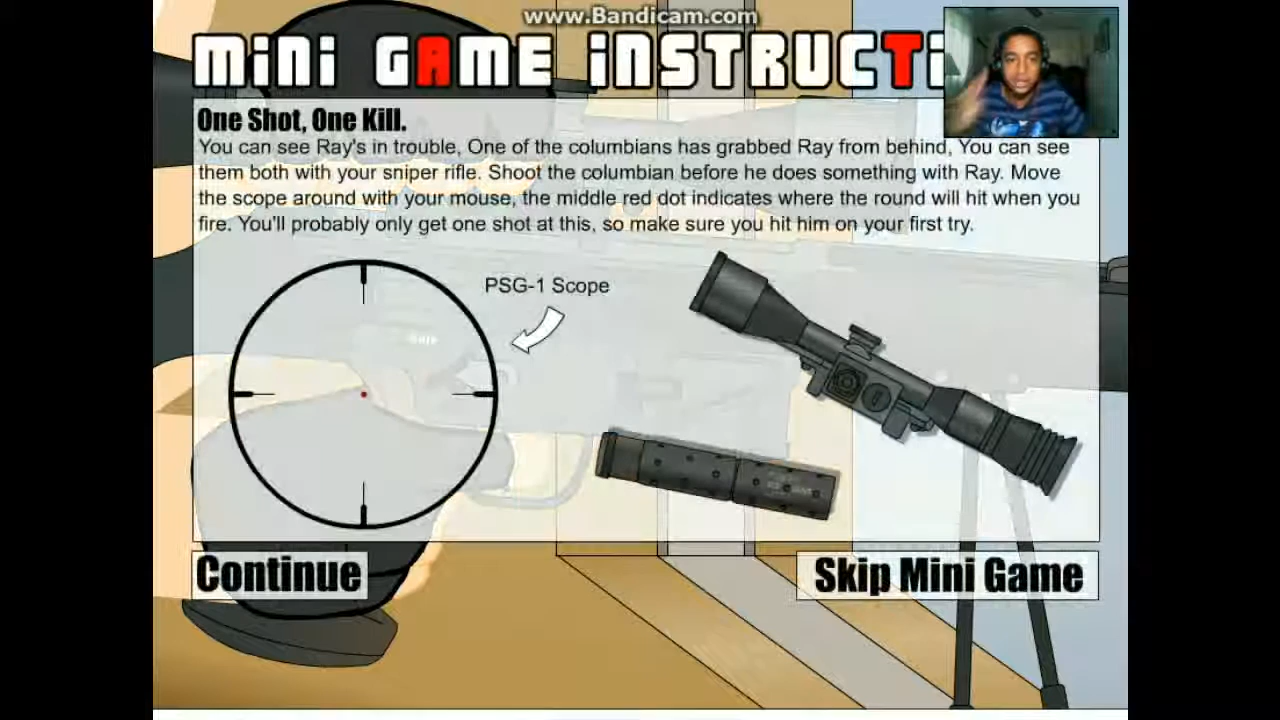 www.Bandicam.com
MiNi GAME iNSTRUCTi
One Shot, One Kill.
You can see Ray's in trouble, One of the columbians has grabbed Ray from behind, You can see
them both with your sniper rifle. Shoot the columbian before he does something with Ray. Move
the scope around with your mouse, the middle red dot indicates where the round will hit when you
fire. You'll probably only get one shot at this, so make sure you hit him on your first try.
PSG-1 Scope
Continue
Skip Mini Game